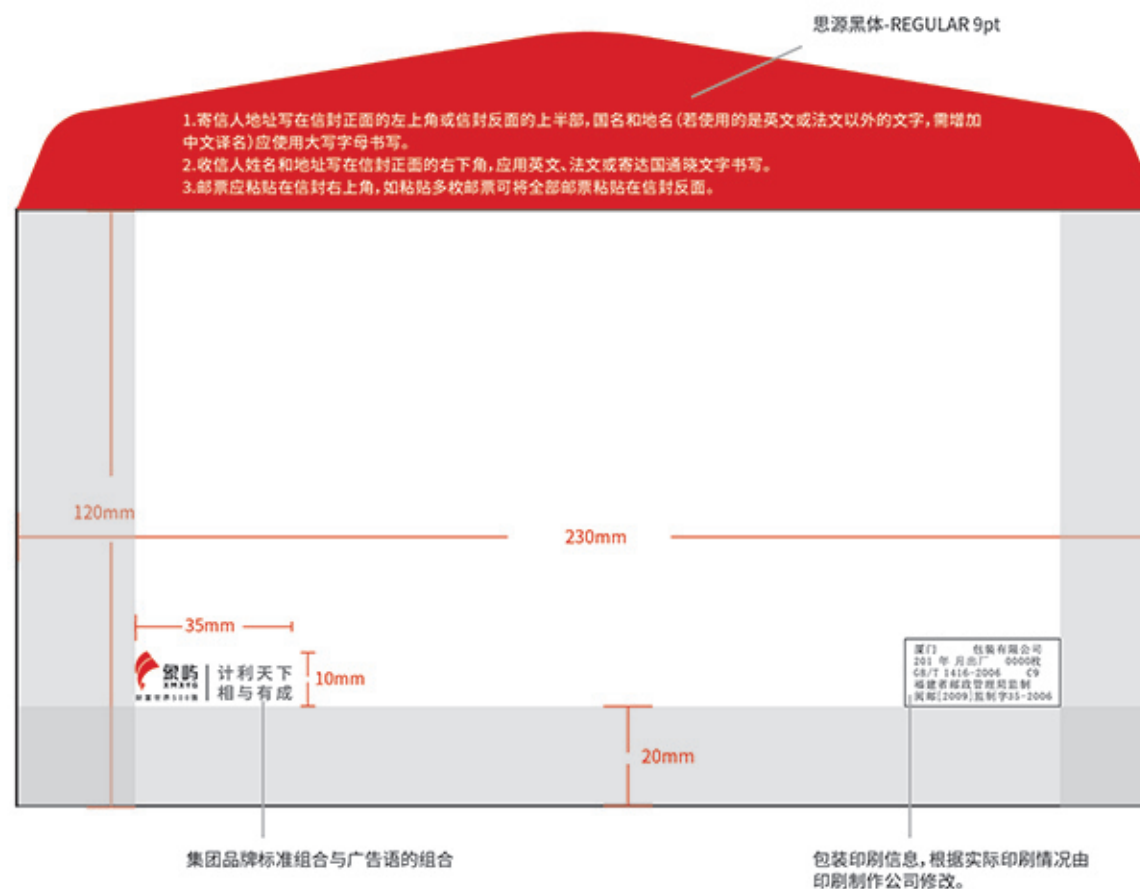 思源黑体-REGULAR 9pt
1.寄信人地址写在信封正面的左上角或信封反面的上半部,国名和地名(若使用的是英文或法文以外的文字,需增加
中文译名)应使用大写字母书写。
2.收信人姓名和地址写在信封正面的右下角,应用英文、法文或寄达国通晓文字书写。
3.邮票应粘贴在信封右上角,如粘贴多枚邮票可将全部邮票粘贴在信封反面。
120mm
230mm
35mm
象屿
XMXYG
财富世界500强
计利天下
相与有成
10mm
厦门 包装有限公司
201 年 月出厂 0000枚
GB/T 1416-2006 C9
福建省邮政管理局监制
闽邮[2009]监制字35-2006
20mm
集团品牌标准组合与广告语的组合
包装印刷信息,根据实际印刷情况由
印刷制作公司修改。